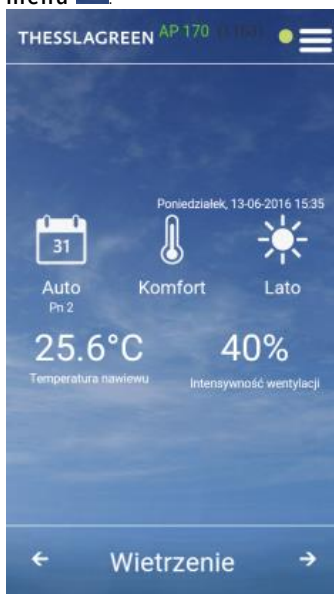 menu
THESSLAGREEN AP 170
Poniedziałek, 13-06-2016 15:35
31
Auto Komfort Lato
Pn 2
25.6°C 40%
Temperatura nawiewu Intensywność wentylacji
← Wietrzenie →